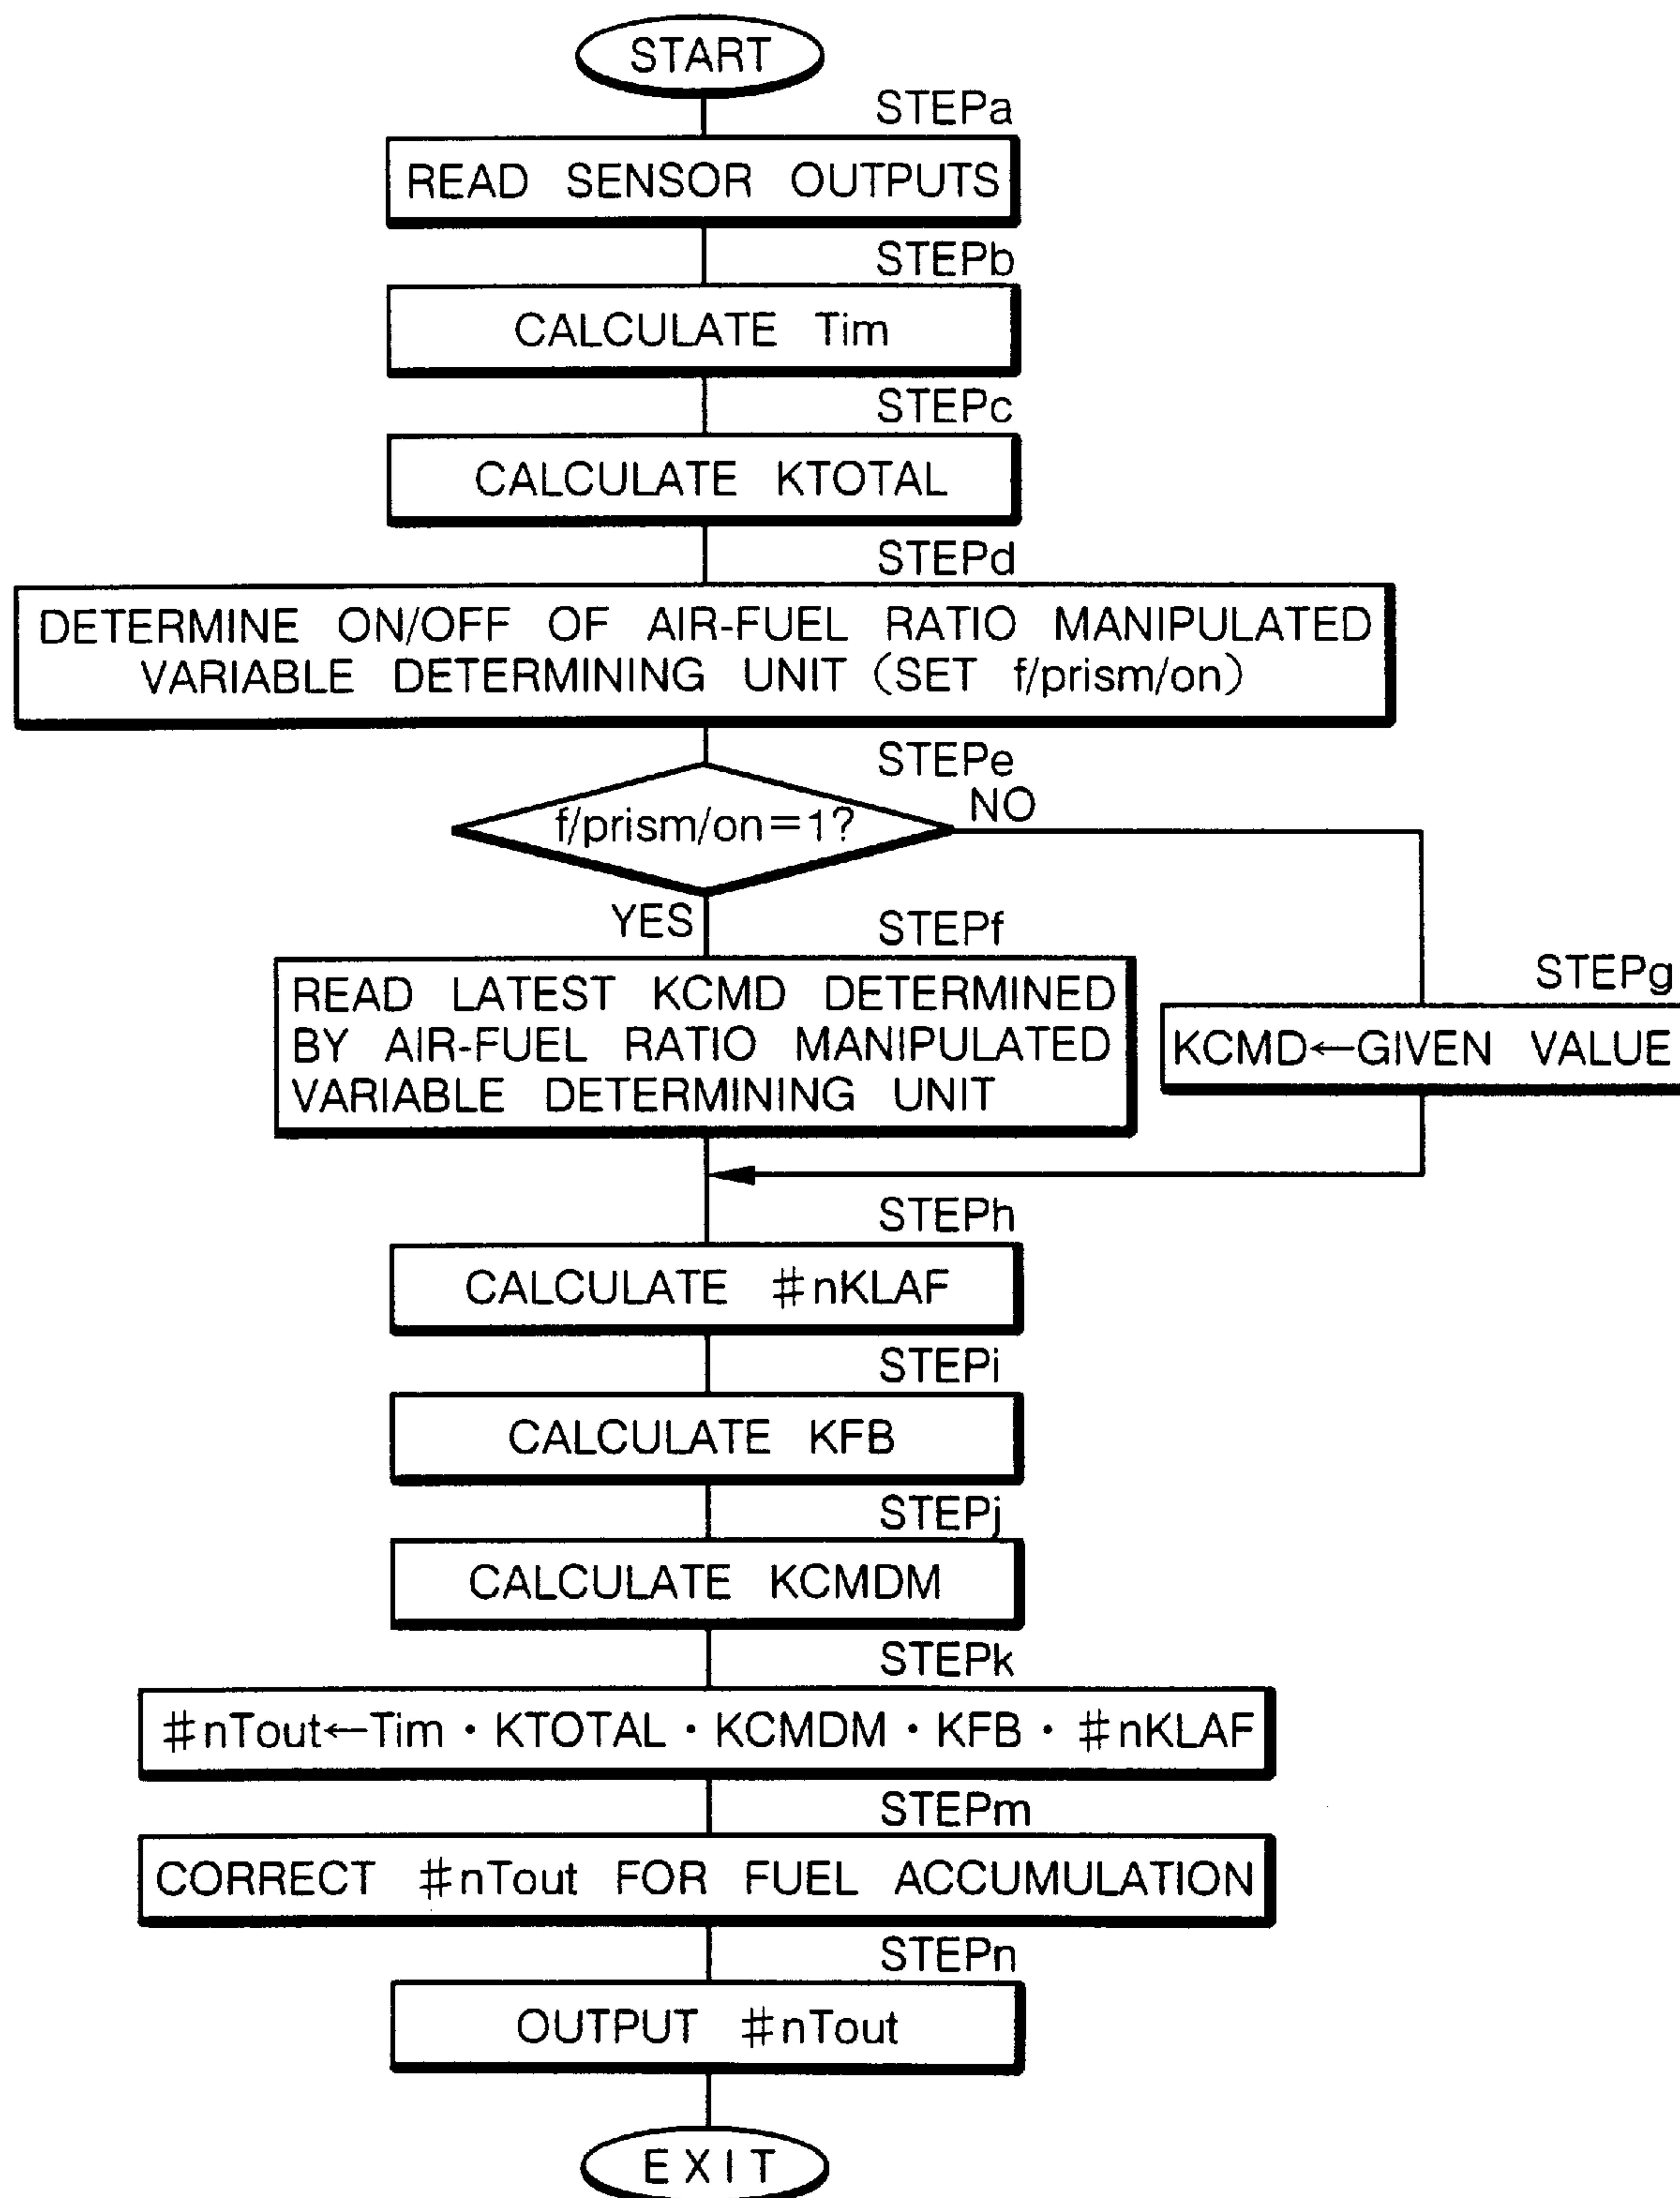 START
STEPa
READ SENSOR OUTPUTS
STEPb
CALCULATE Tim
STEPc
CALCULATE KTOTAL
STEPd
DETERMINE ON/OFF OF AIR-FUEL RATIO MANIPULATED
VARIABLE DETERMINING UNIT (SET f/prism/on)
STEPe
f/prism/on=1?
NO
YES
STEPf
READ LATEST KCMD DETERMINED
BY AIR-FUEL RATIO MANIPULATED
VARIABLE DETERMINING UNIT
STEPg
KCMD←GIVEN VALUE
STEPh
CALCULATE #nKLAF
STEPi
CALCULATE KFB
STEPj
CALCULATE KCMDM
STEPk
#nTout←Tim・KTOTAL・KCMDM・KFB・#nKLAF
STEPm
CORRECT #nTout FOR FUEL ACCUMULATION
STEPn
OUTPUT #nTout
EXIT